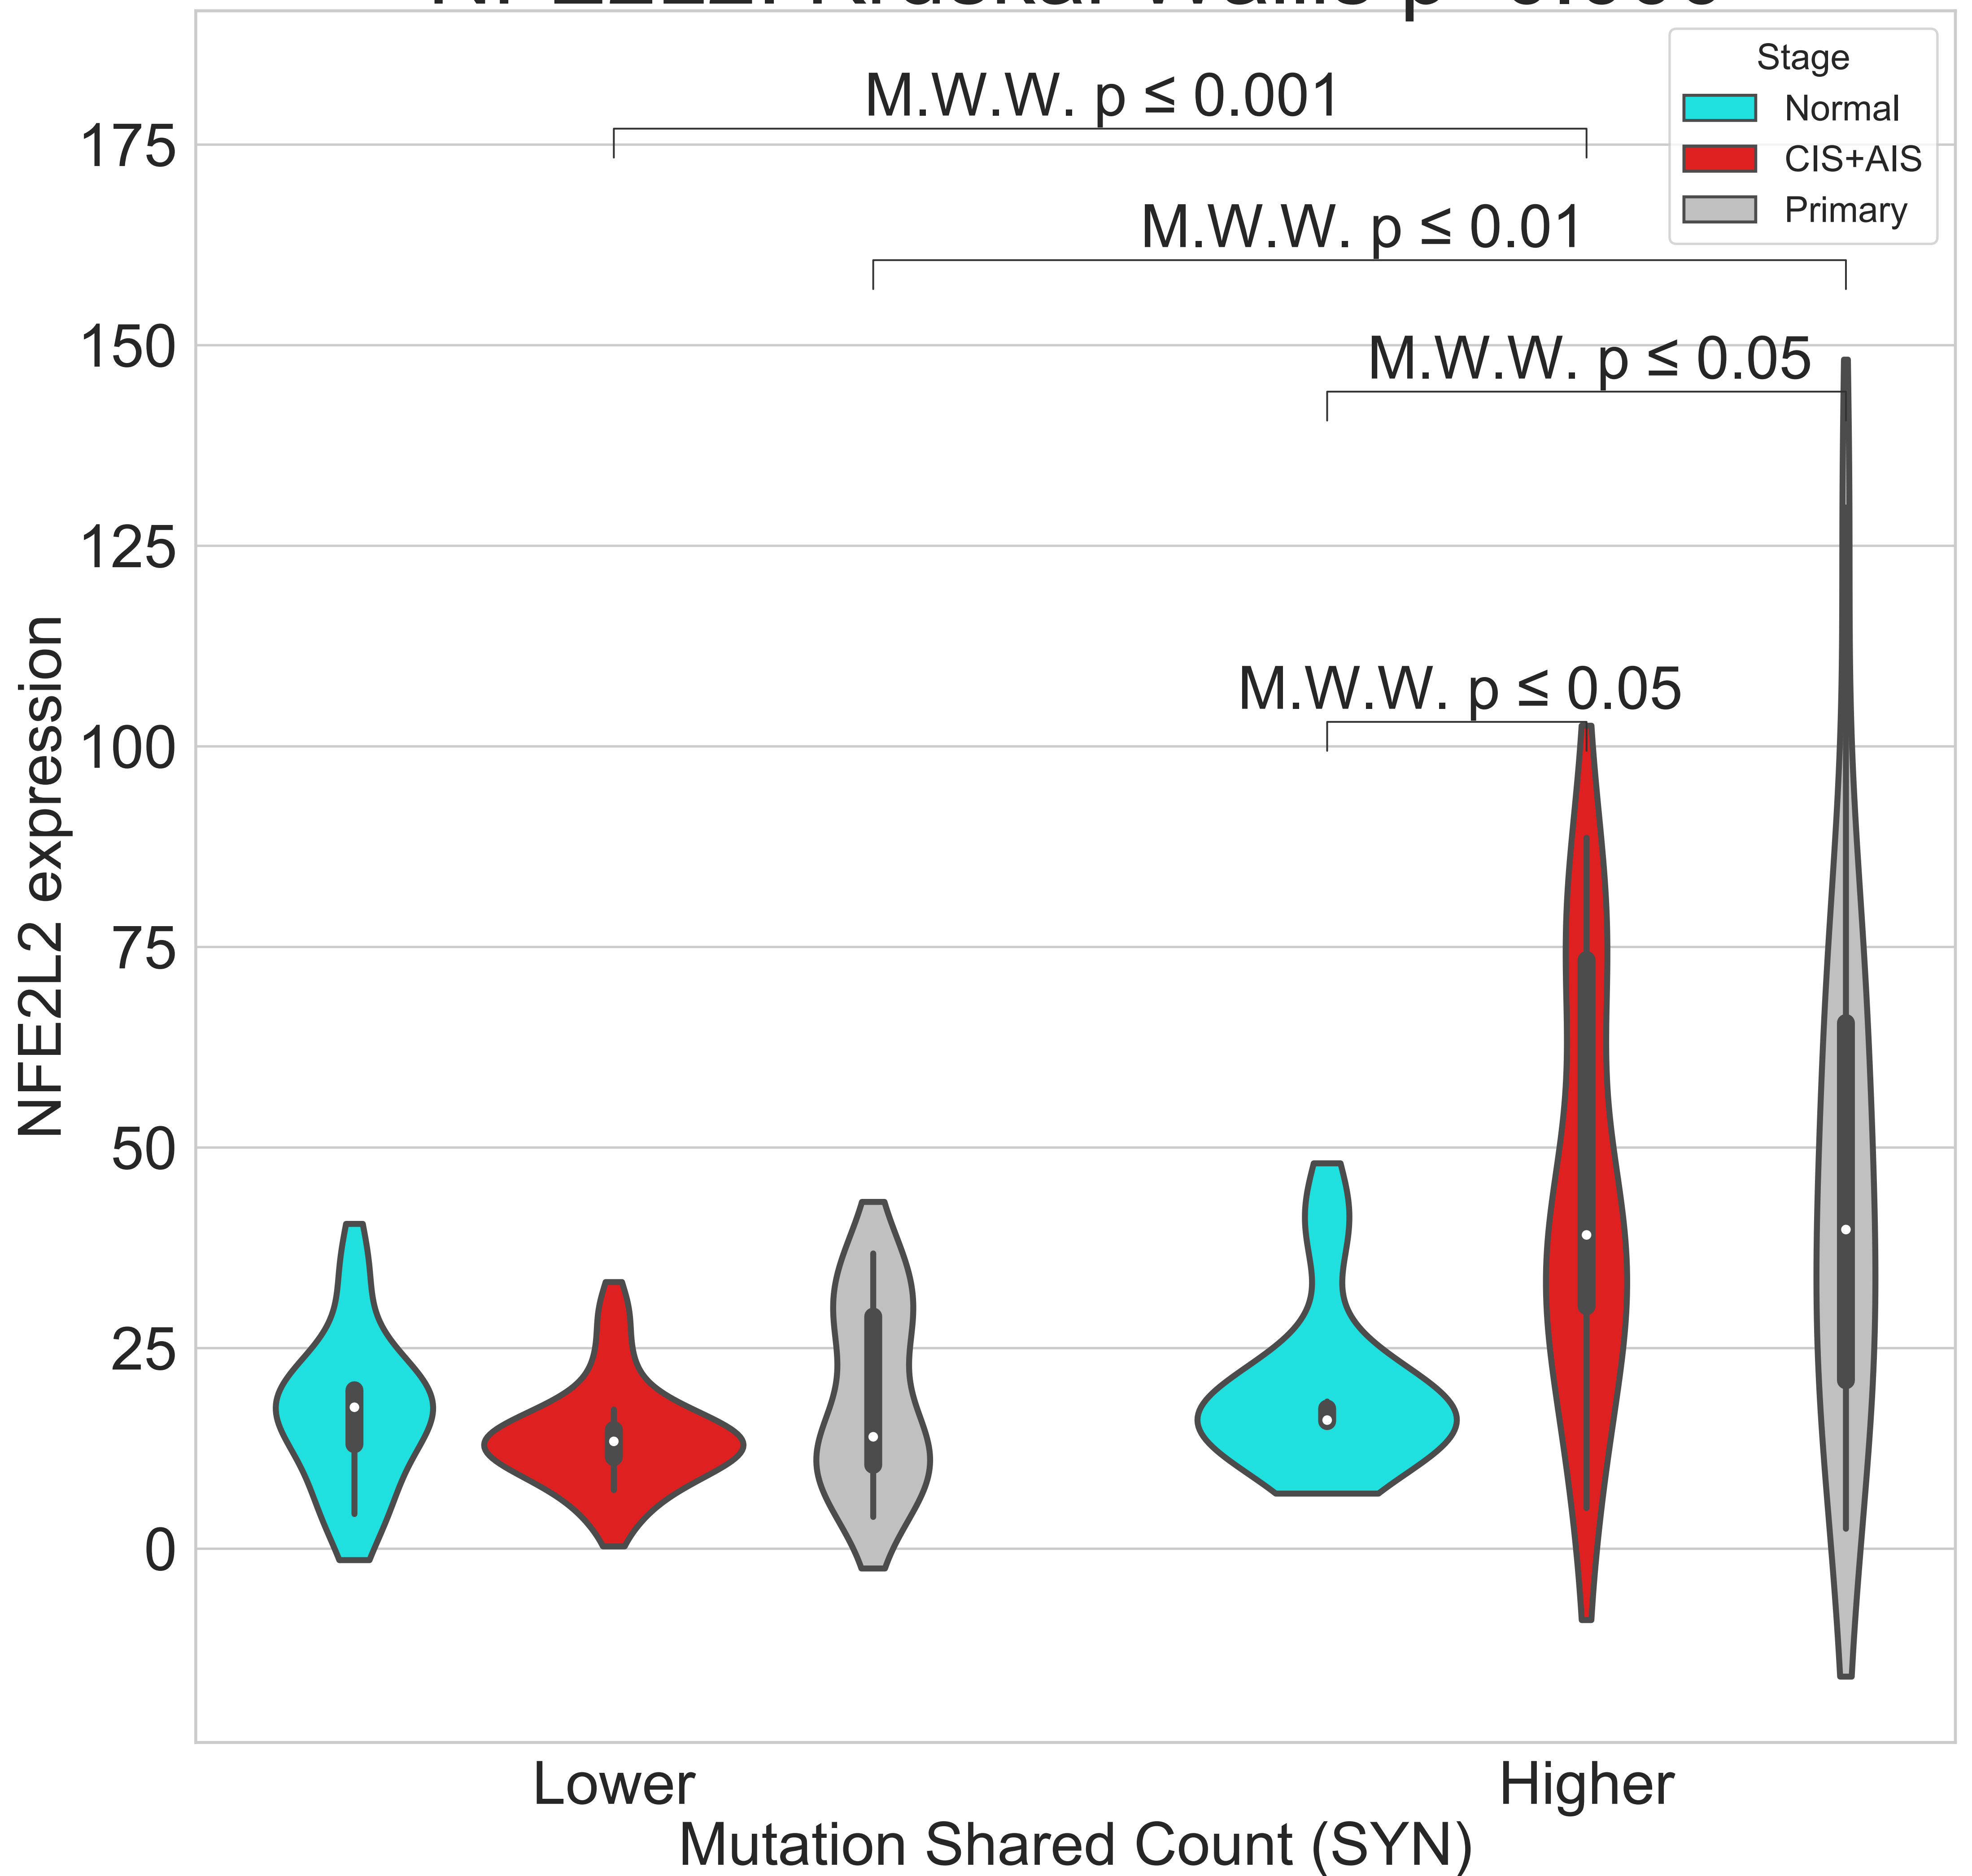 M.W.W. p ≤ 0.001
M.W.W. p ≤ 0.01
M.W.W. p ≤ 0.05
M.W.W. p ≤ 0.05
Stage
Normal
CIS+AIS
Primary
NFE2L2 expression
175
150
125
100
75
50
25
0
Lower
Higher
Mutation Shared Count (SYN)